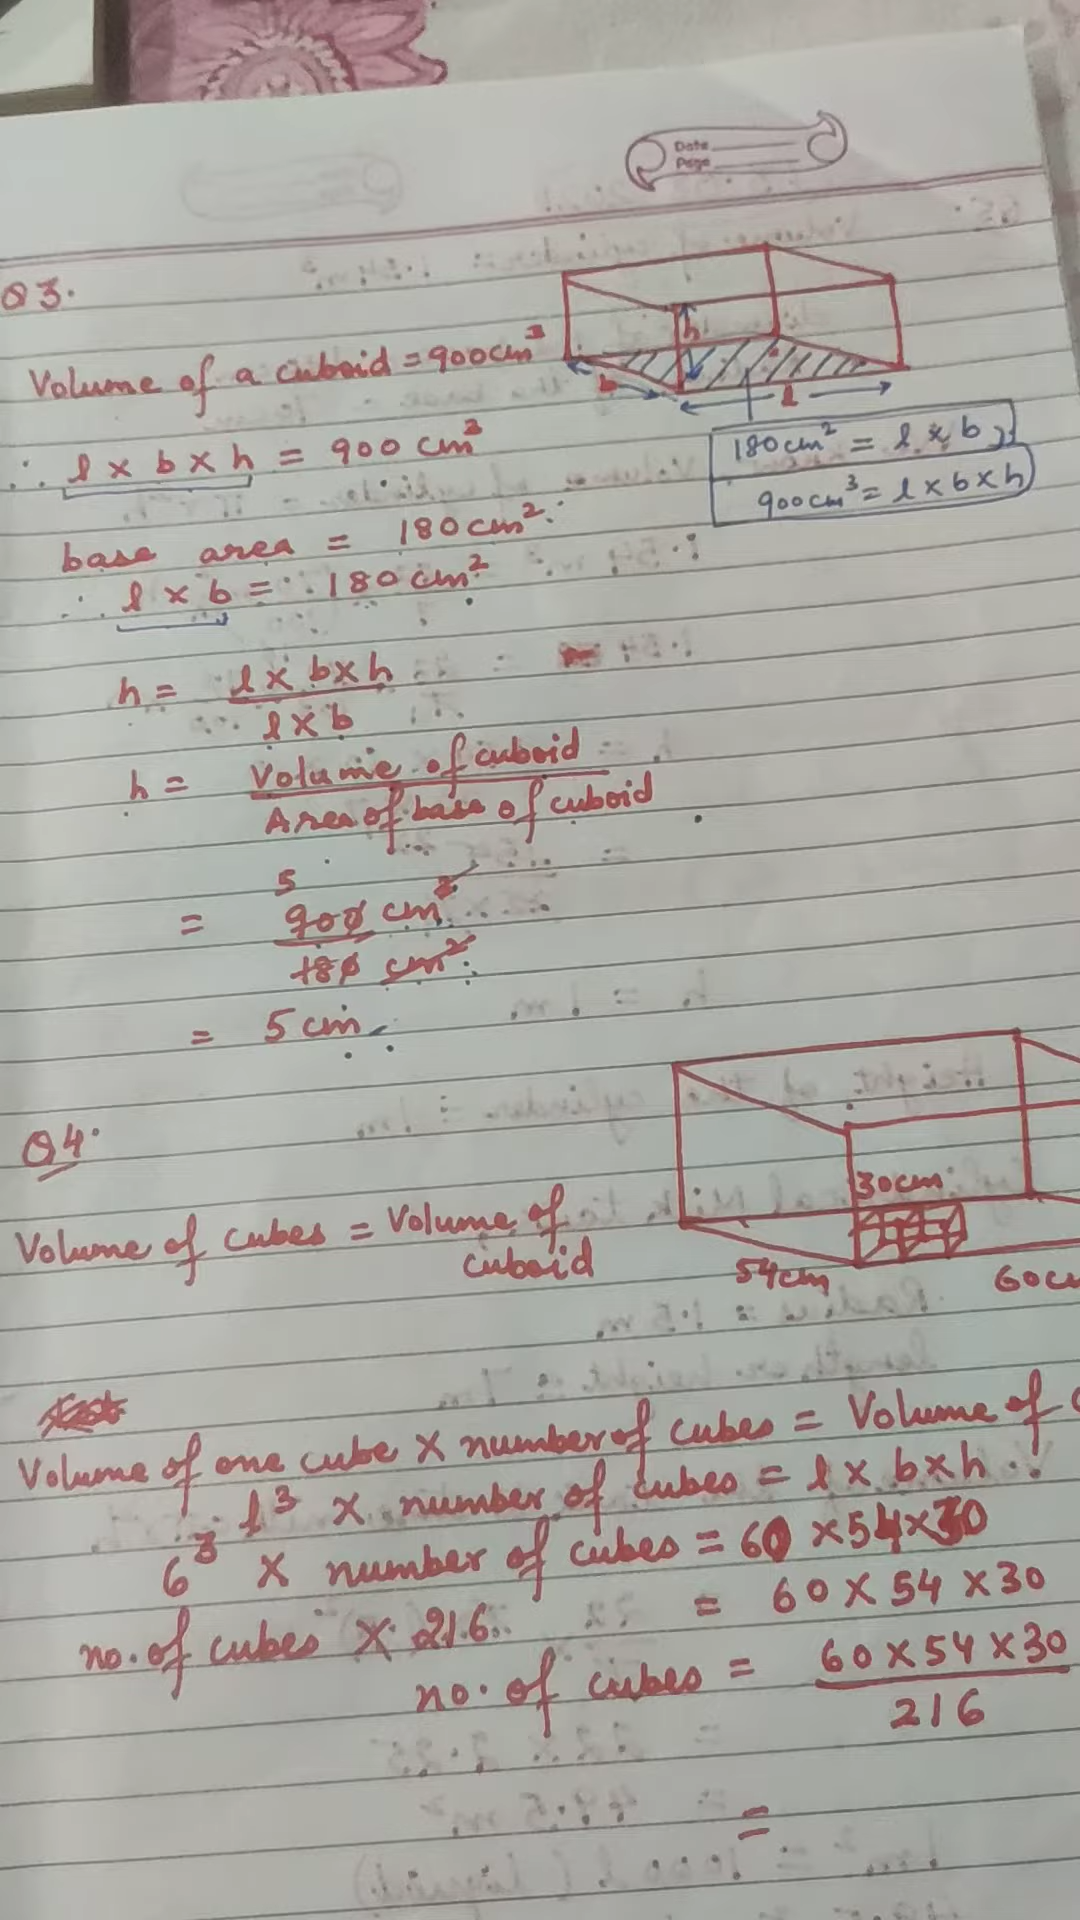 Date
Page
Q3.
Volume of a cuboid = 900cm³
h
b
l
∴ l × b × h = 900 cm³
180cm² = l × b
900cm³ = l × b × h
base area = 180cm².
∴ l × b = 180 cm²
h = l × b × h
l × b
h = Volume of cuboid
Area of base of cuboid
5
= 900 cm³
180 cm²
= 5 cm
Q4.
30cm
Volume of cubes = Volume of
cuboid
54cm
60c
Volume of one cube × number of cubes = Volume of
l³ × number of cubes = l × b × h
6³ × number of cubes = 60 × 54 × 30
no. of cubes × 216 = 60 × 54 × 30
no. of cubes = 60 × 54 × 30
216
=